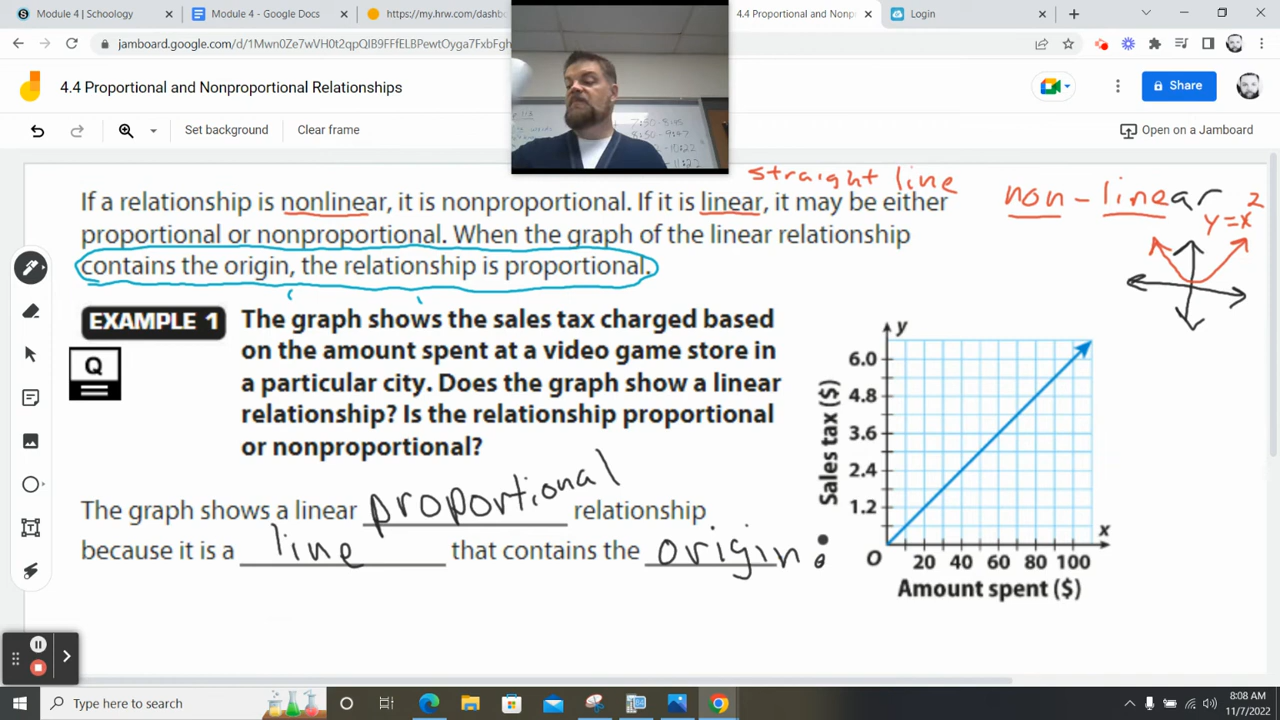 Module 4 | Schoology
Module 4 - Google Docs
https://my.hrw.com/dashbo
4.4 Proportional and Nonp
Login
jamboard.google.com/d/1Mwn0Ze7wVH0t2qpQIB9FFfELBPewtOyga7FxbFgh
4.4 Proportional and Nonproportional Relationships
Share
Set background
Clear frame
Open on a Jamboard
straight line
If a relationship is nonlinear, it is nonproportional. If it is linear, it may be either
proportional or nonproportional. When the graph of the linear relationship
contains the origin, the relationship is proportional.
non-linear
y=x²
EXAMPLE 1
Q
The graph shows the sales tax charged based
on the amount spent at a video game store in
a particular city. Does the graph show a linear
relationship? Is the relationship proportional
or nonproportional?
The graph shows a linear proportional relationship
because it is a line that contains the origin.
y
Sales tax ($)
6.0
4.8
3.6
2.4
1.2
O
20 40 60 80 100
x
Amount spent ($)
Type here to search
8:08 AM
11/7/2022